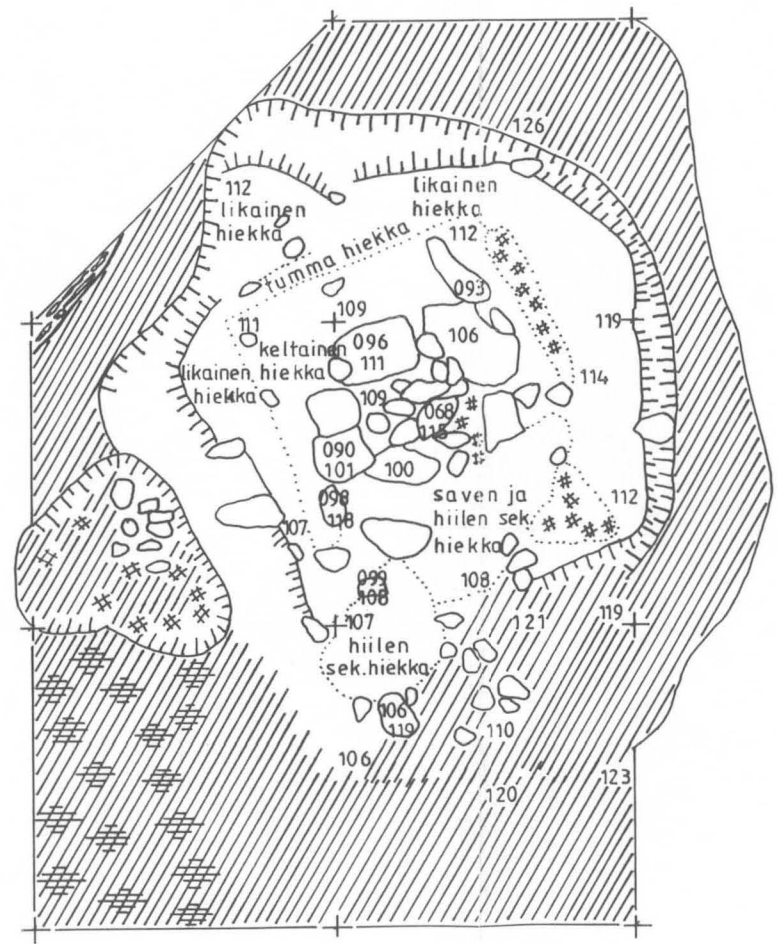 126
112
likainen
hiekka
likainen
hiekka
112
tumma hiekka
093
109
119
111
096
111
106
keltainen
hiekka
likainen
hiekka
114
109
068
115
090
101
100
098
118
saven ja
hiilen sek.
hiekka
112
107
099
108
108
107
121
119
hiilen
sek.hiekka
106
119
110
106
120
123